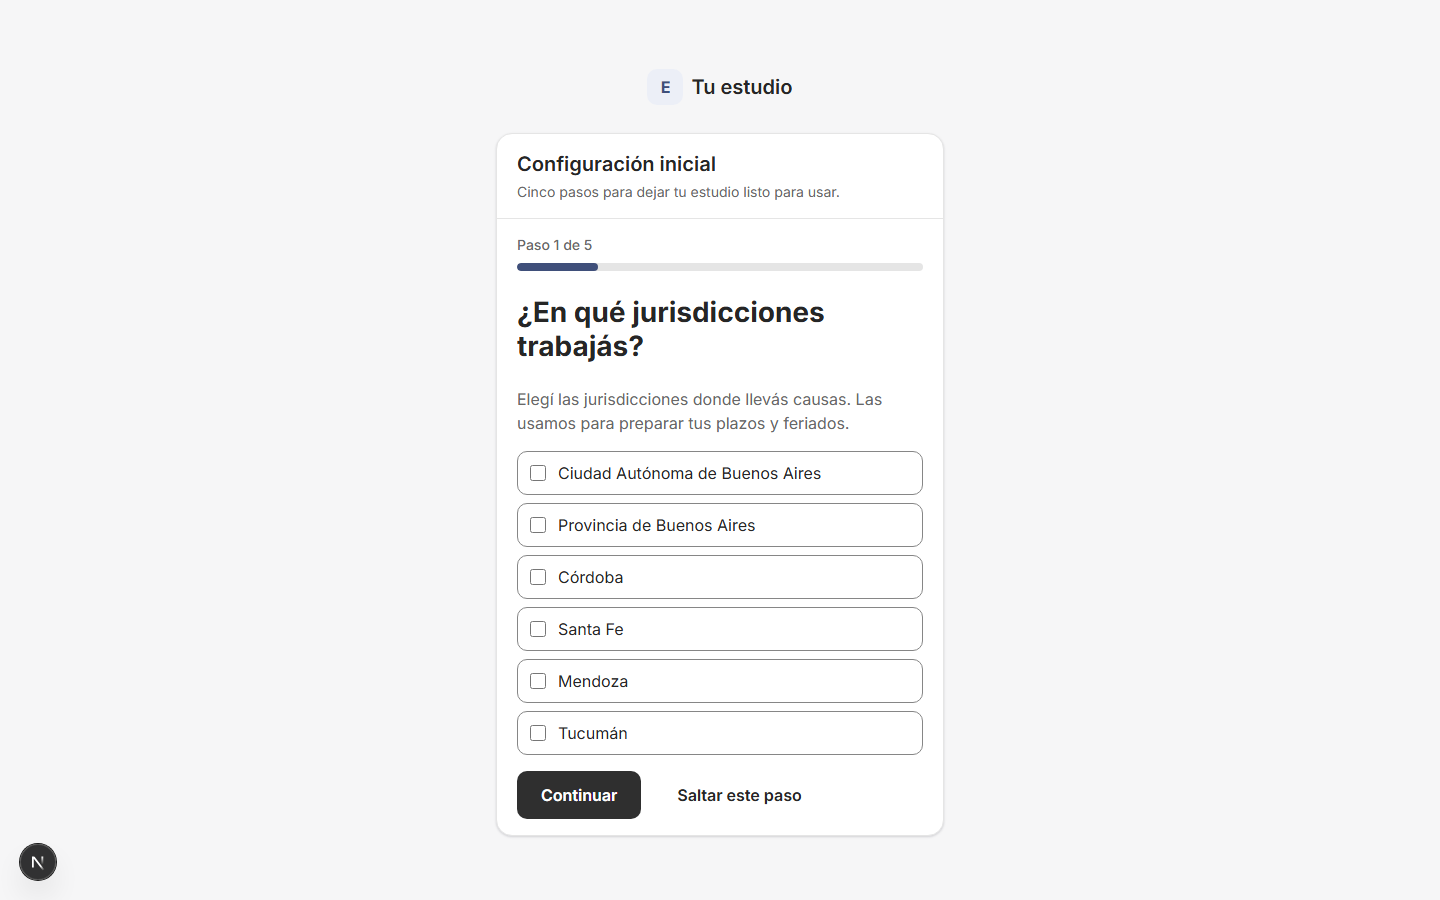 E Tu estudio
Configuración inicial
Cinco pasos para dejar tu estudio listo para usar.
Paso 1 de 5
¿En qué jurisdicciones
trabajás?
Elegí las jurisdicciones donde llevás causas. Las
usamos para preparar tus plazos y feriados.
Ciudad Autónoma de Buenos Aires
Provincia de Buenos Aires
Córdoba
Santa Fe
Mendoza
Tucumán
Continuar Saltar este paso
N